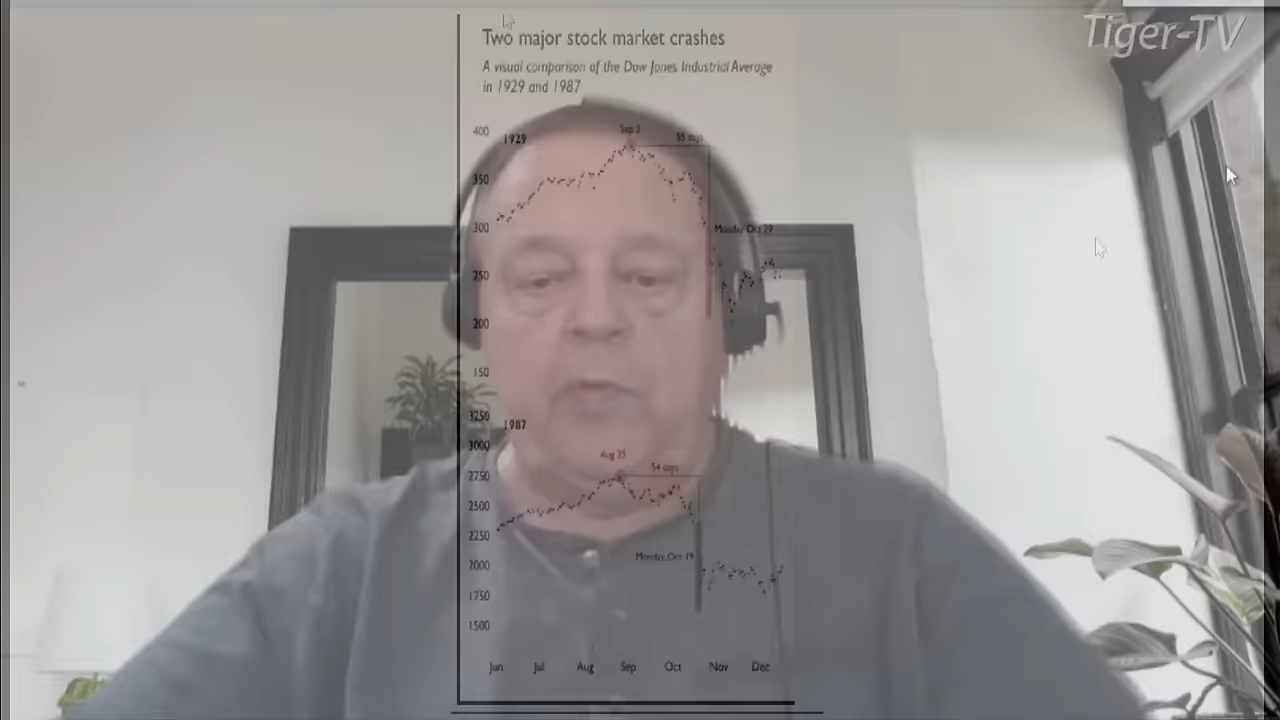 Tiger-TV
Two major stock market crashes
A visual comparison of the Dow Jones Industrial Average
in 1929 and 1987
400
1929
Sep 3
55 days
350
300
Monday Oct 29
250
200
150
3250
1987
3000
Aug 25
54 days
2750
2500
2250
Monday Oct 19
2000
1750
1500
Jun Jul Aug Sep Oct Nov Dec